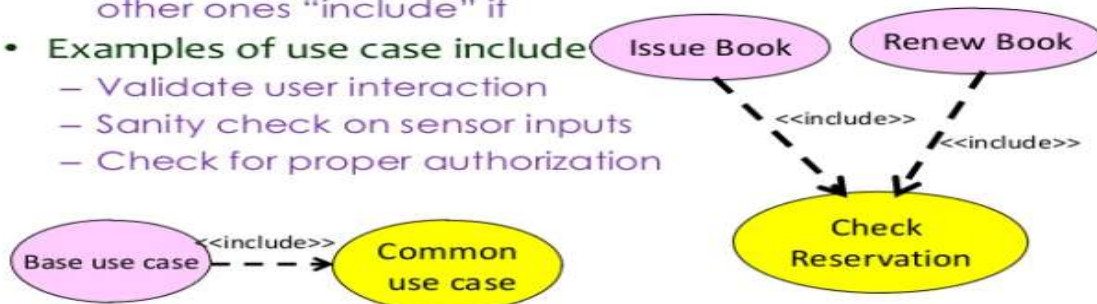 other ones “include” it
• Examples of use case include
– Validate user interaction
– Sanity check on sensor inputs
– Check for proper authorization
Issue Book
Renew Book
<<include>>
<<include>>
Check
Reservation
Base use case
<<include>>
Common
use case